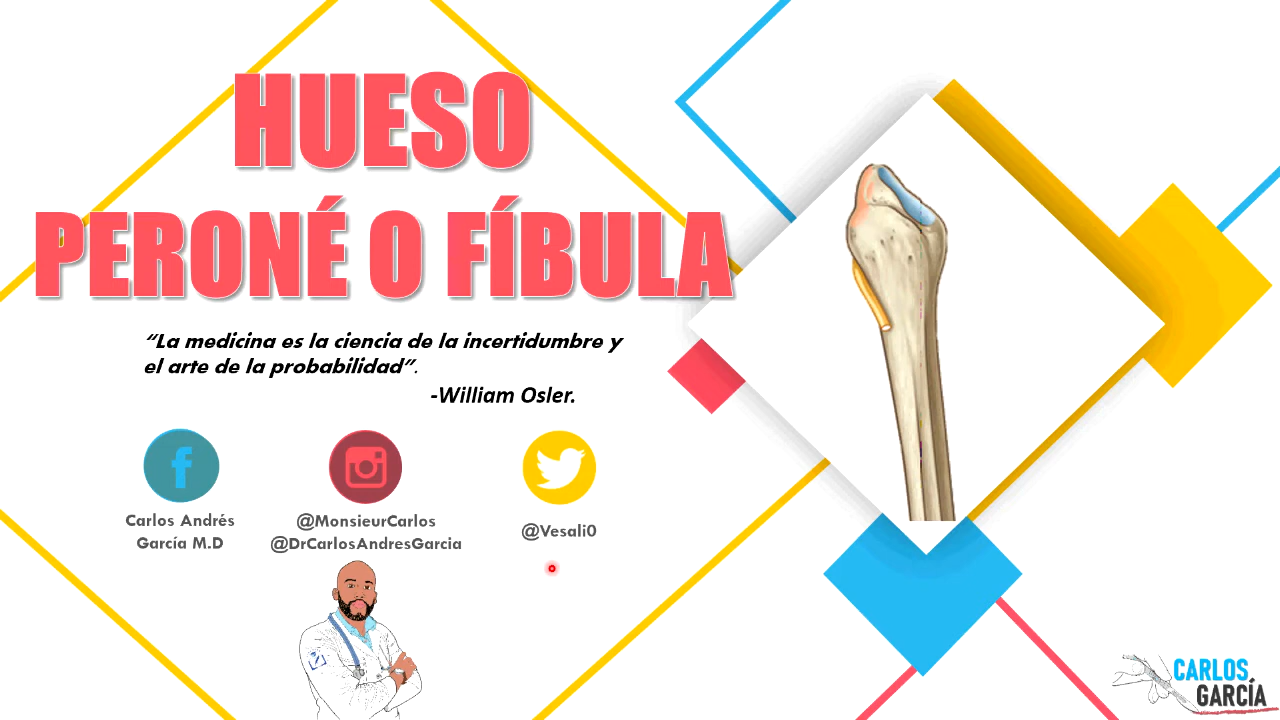 HUESO
PERONÉ O FÍBULA
“La medicina es la ciencia de la incertidumbre y
el arte de la probabilidad”.
-William Osler.
Carlos Andrés
García M.D
@MonsieurCarlos
@DrCarlosAndresGarcia
@Vesali0
CARLOS
GARCÍA